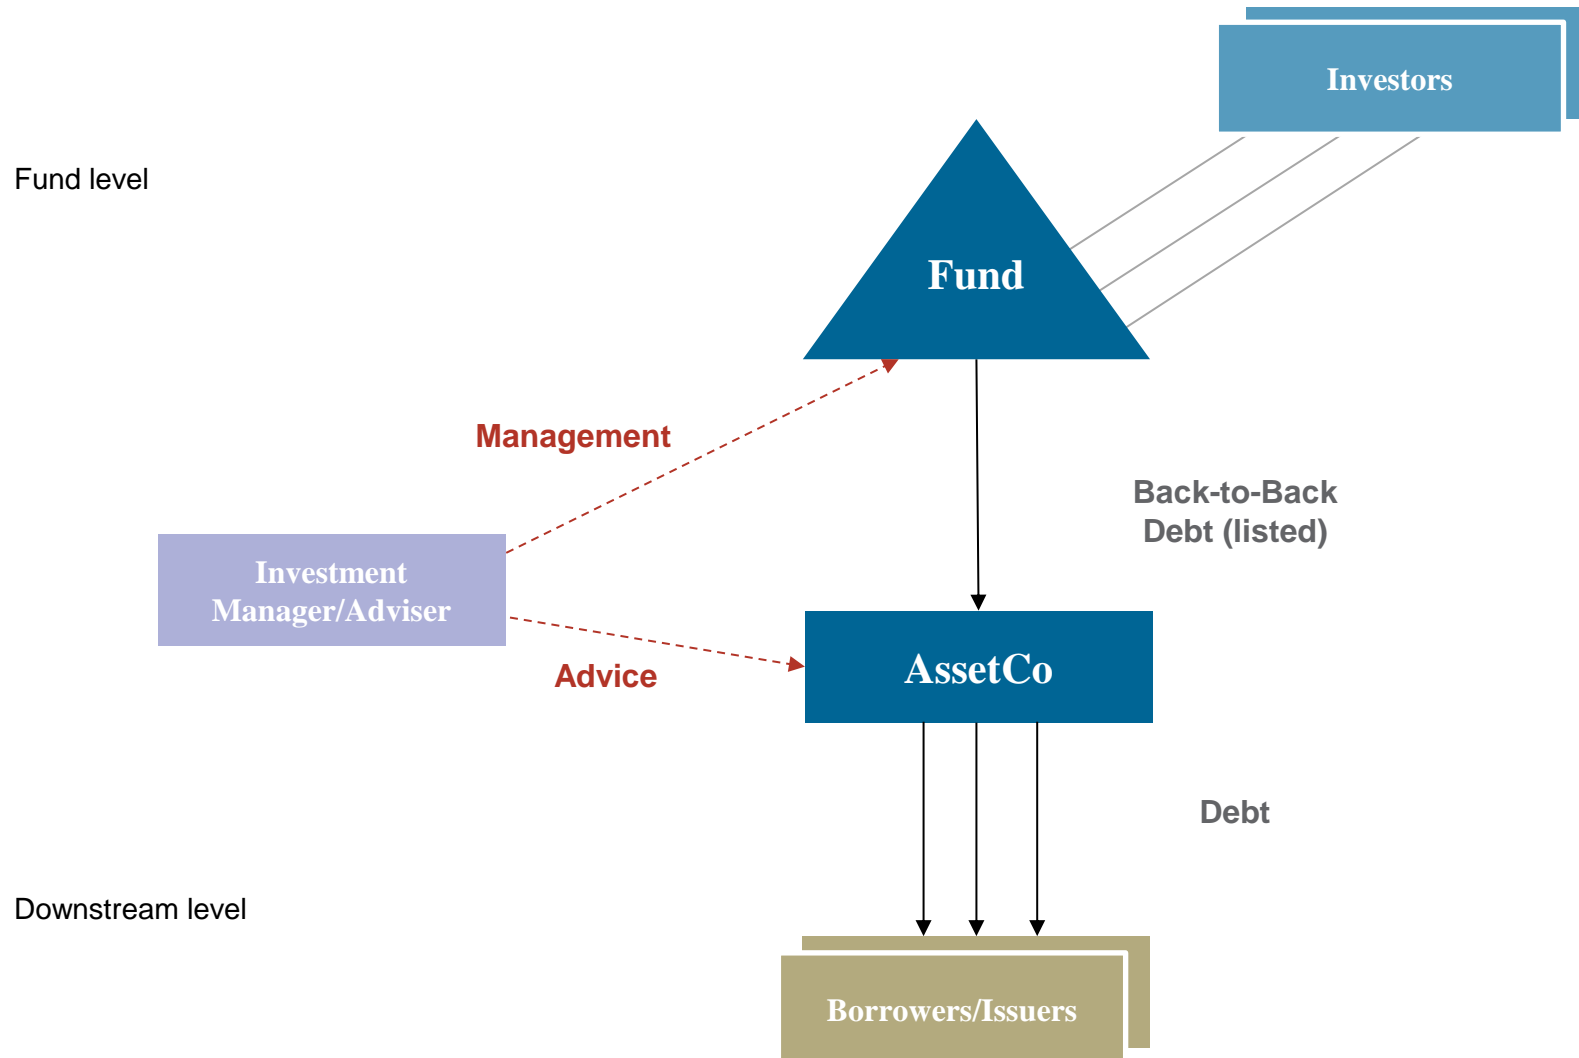 Investors
Fund level
Fund
Management
Back-to-Back
Debt (listed)
Investment
Manager/Adviser
AssetCo
Advice
Debt
Downstream level
Borrowers/Issuers